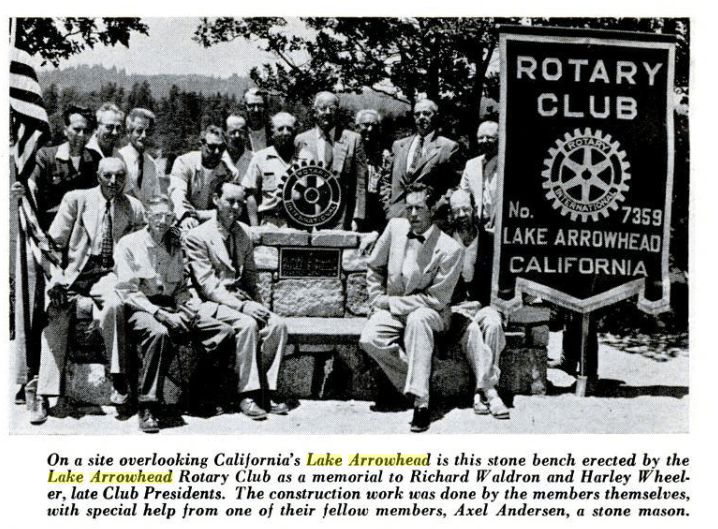 ROTARY
CLUB
ROTARY
INTERNATIONAL
No. 7359
LAKE ARROWHEAD
CALIFORNIA
ROTARY
INTERNATIONAL
On a site overlooking California's Lake Arrowhead is this stone bench erected by the
Lake Arrowhead Rotary Club as a memorial to Richard Waldron and Harley Wheel-
er, late Club Presidents. The construction work was done by the members themselves,
with special help from one of their fellow members, Axel Andersen, a stone mason.